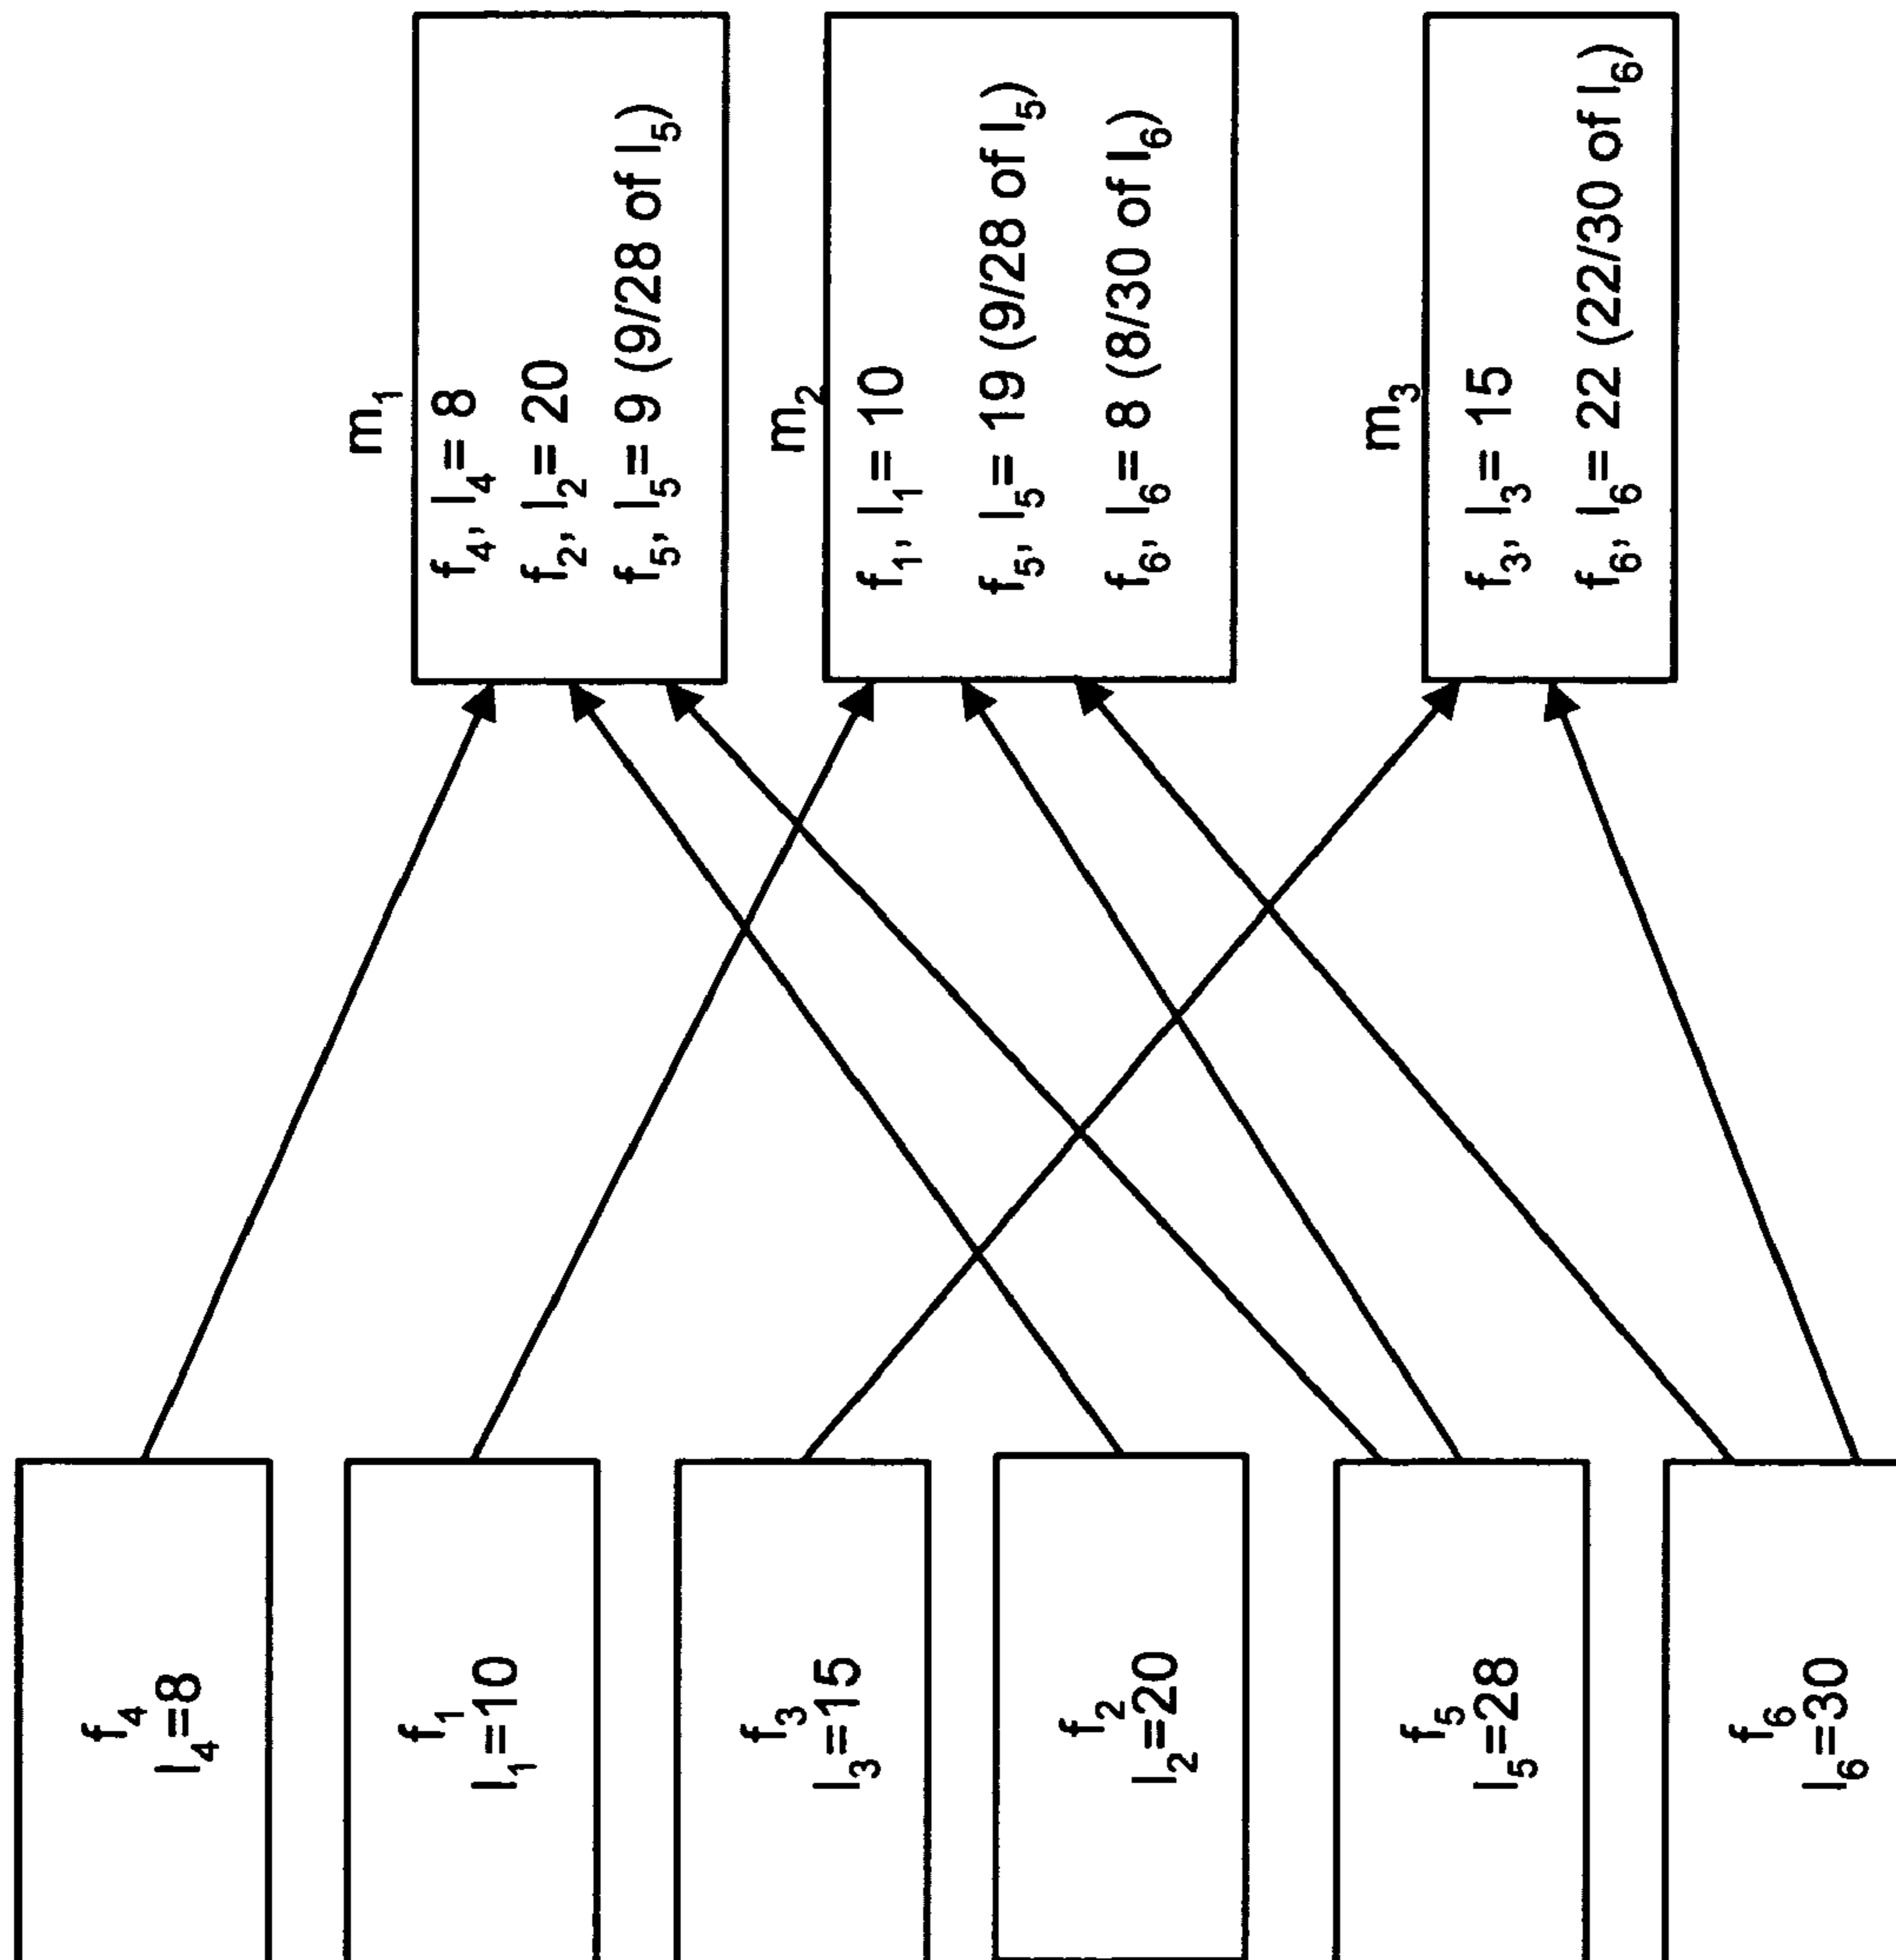 f4
l4=8
f1
l1=10
f3
l3=15
f2
l2=20
f5
l5=28
f6
l6=30
m1
f4, l4= 8
f2, l2= 20
f5, l5= 9 (9/28 of l5)
m2
f1, l1= 10
f5, l5= 19 (9/28 of l5)
f6, l6= 8 (8/30 of l6)
m3
f3, l3= 15
f6, l6= 22 (22/30 of l6)